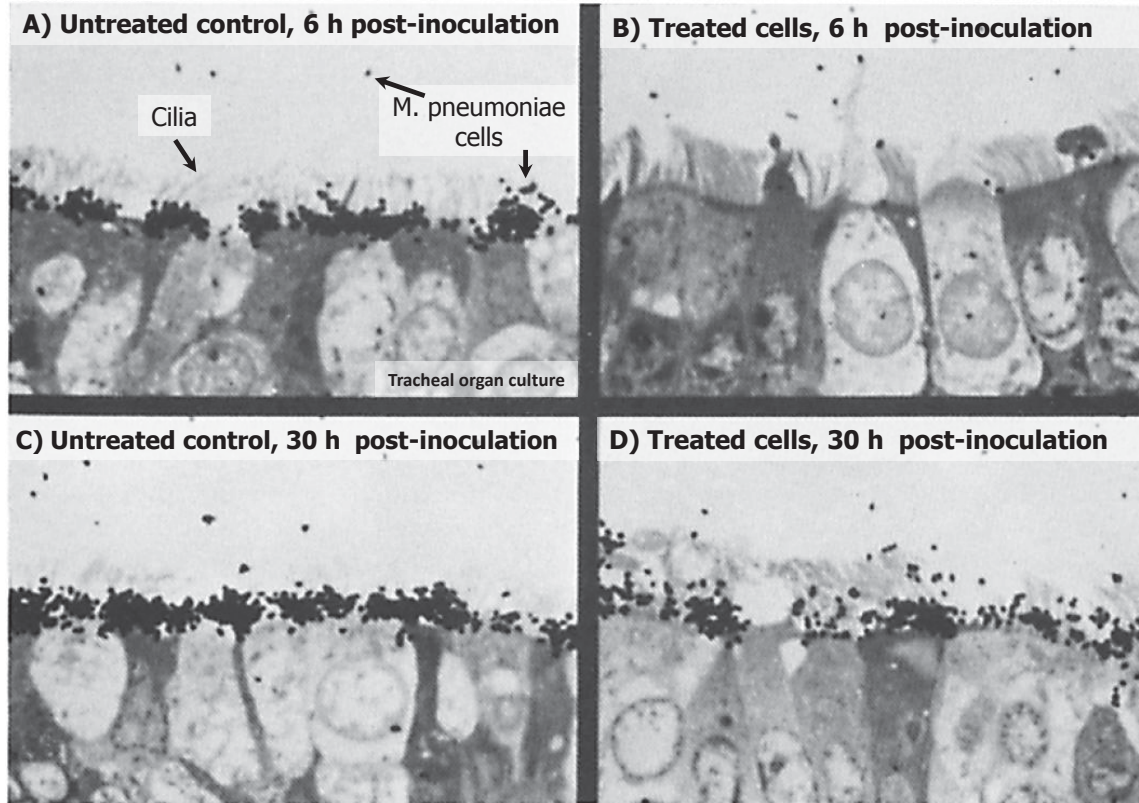 A) Untreated control, 6 h post-inoculation
Cilia
M. pneumoniae
cells
Tracheal organ culture
B) Treated cells, 6 h  post-inoculation
C) Untreated control, 30 h  post-inoculation
D) Treated cells, 30 h  post-inoculation